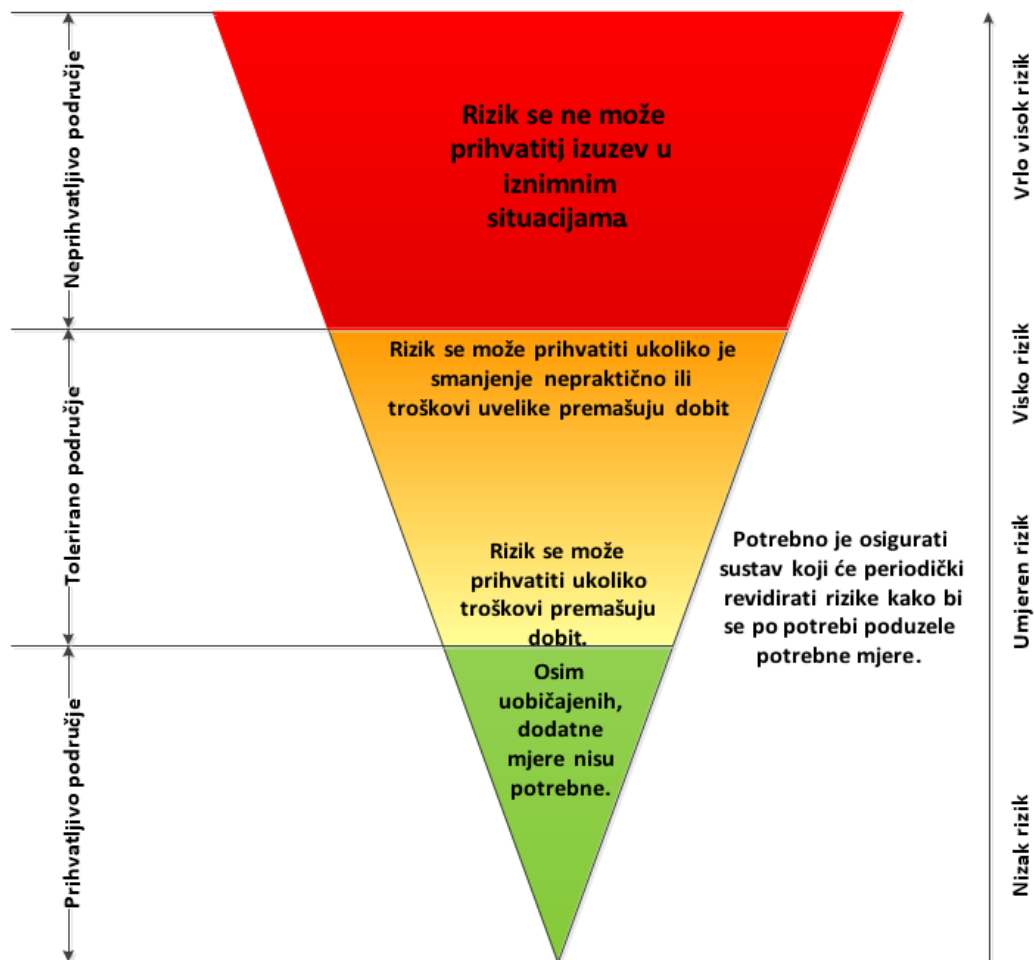 Neprihvatljivo područje
Rizik se ne može
prihvatitj izuzev u
iznimnim
situacijama
Vrlo visok rizik
Tolerirano područje
Rizik se može prihvatiti ukoliko je
smanjenje nepraktično ili
troškovi uvelike premašuju dobit
Visko rizik
Rizik se može
prihvatiti ukoliko
troškovi premašuju
dobit.
Potrebno je osigurati
sustav koji će periodički
revidirati rizike kako bi
se po potrebi poduzele
potrebne mjere.
Umjeren rizik
Prihvatljivo područje
Osim
uobičajenih,
dodatne
mjere nisu
potrebne.
Nizak rizik